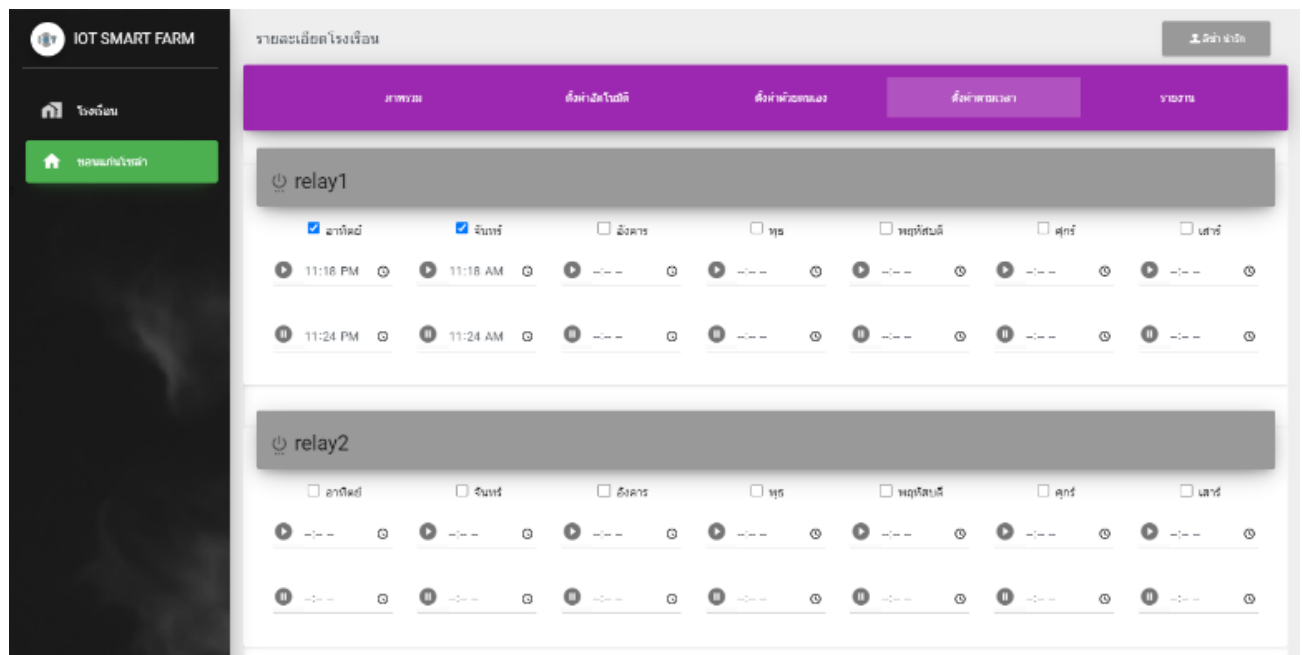 IOT SMART FARM
รายละเอียดโรงเรือน
ภาพรวม ตั้งค่าอัตโนมัติ ตั้งค่าด้วยตนเอง ตั้งค่าตามเวลา รายงาน
โรงเรือน
relay1
อาทิตย์ จันทร์ อังคาร พุธ พฤหัสบดี ศุกร์ เสาร์
11:18 PM 11:18 AM --:-- -- --:-- -- --:-- -- --:-- -- --:-- --
11:24 PM 11:24 AM --:-- -- --:-- -- --:-- -- --:-- -- --:-- --
relay2
อาทิตย์ จันทร์ อังคาร พุธ พฤหัสบดี ศุกร์ เสาร์
--:-- -- --:-- -- --:-- -- --:-- -- --:-- -- --:-- -- --:-- --
--:-- -- --:-- -- --:-- -- --:-- -- --:-- -- --:-- -- --:-- --